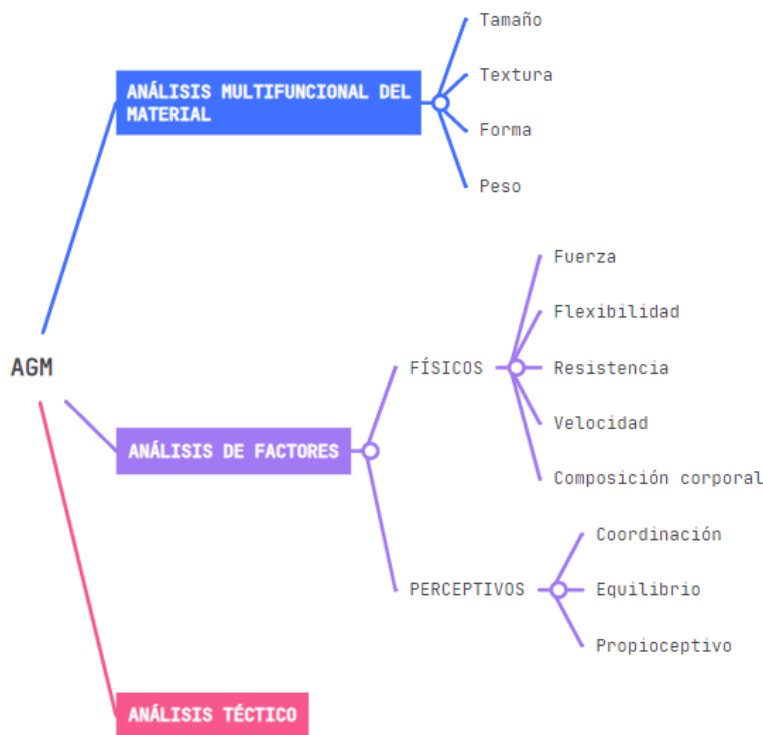 Tamaño
ANÁLISIS MULTIFUNCIONAL DEL
MATERIAL
Textura
Forma
Peso
AGM
ANÁLISIS DE FACTORES
FÍSICOS
Fuerza
Flexibilidad
Resistencia
Velocidad
Composición corporal
PERCEPTIVOS
Coordinación
Equilibrio
Propioceptivo
ANÁLISIS TÉCTICO